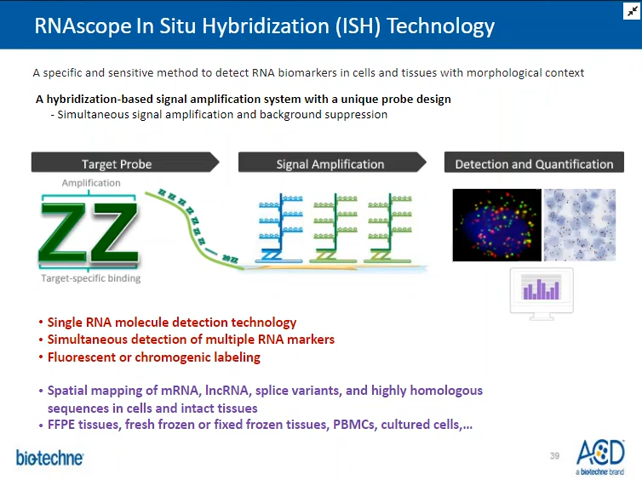 RNAscope In Situ Hybridization (ISH) Technology
A specific and sensitive method to detect RNA biomarkers in cells and tissues with morphological context
A hybridization-based signal amplification system with a unique probe design
- Simultaneous signal amplification and background suppression
Target Probe
Signal Amplification
Detection and Quantification
Amplification
ZZ
Target-specific binding
• Single RNA molecule detection technology
• Simultaneous detection of multiple RNA markers
• Fluorescent or chromogenic labeling
• Spatial mapping of mRNA, lncRNA, splice variants, and highly homologous
sequences in cells and intact tissues
• FFPE tissues, fresh frozen or fixed frozen tissues, PBMCs, cultured cells,...
bio-techne
39
ACD
a biotechne brand